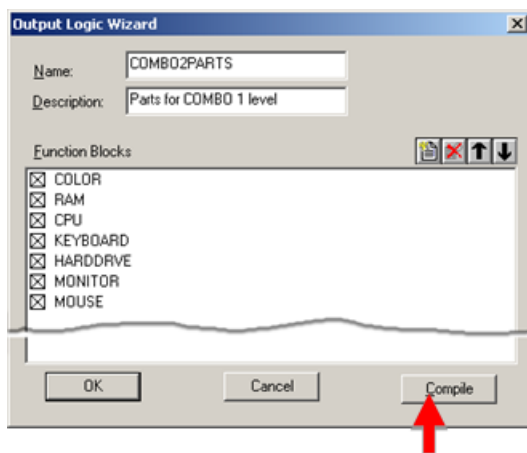 Output Logic Wizard
Name: COMBO2PARTS
Description: Parts for COMBO 1 level
Function Blocks
COLOR
RAM
CPU
KEYBOARD
HARDDRVE
MONITOR
MOUSE
OK Cancel Compile